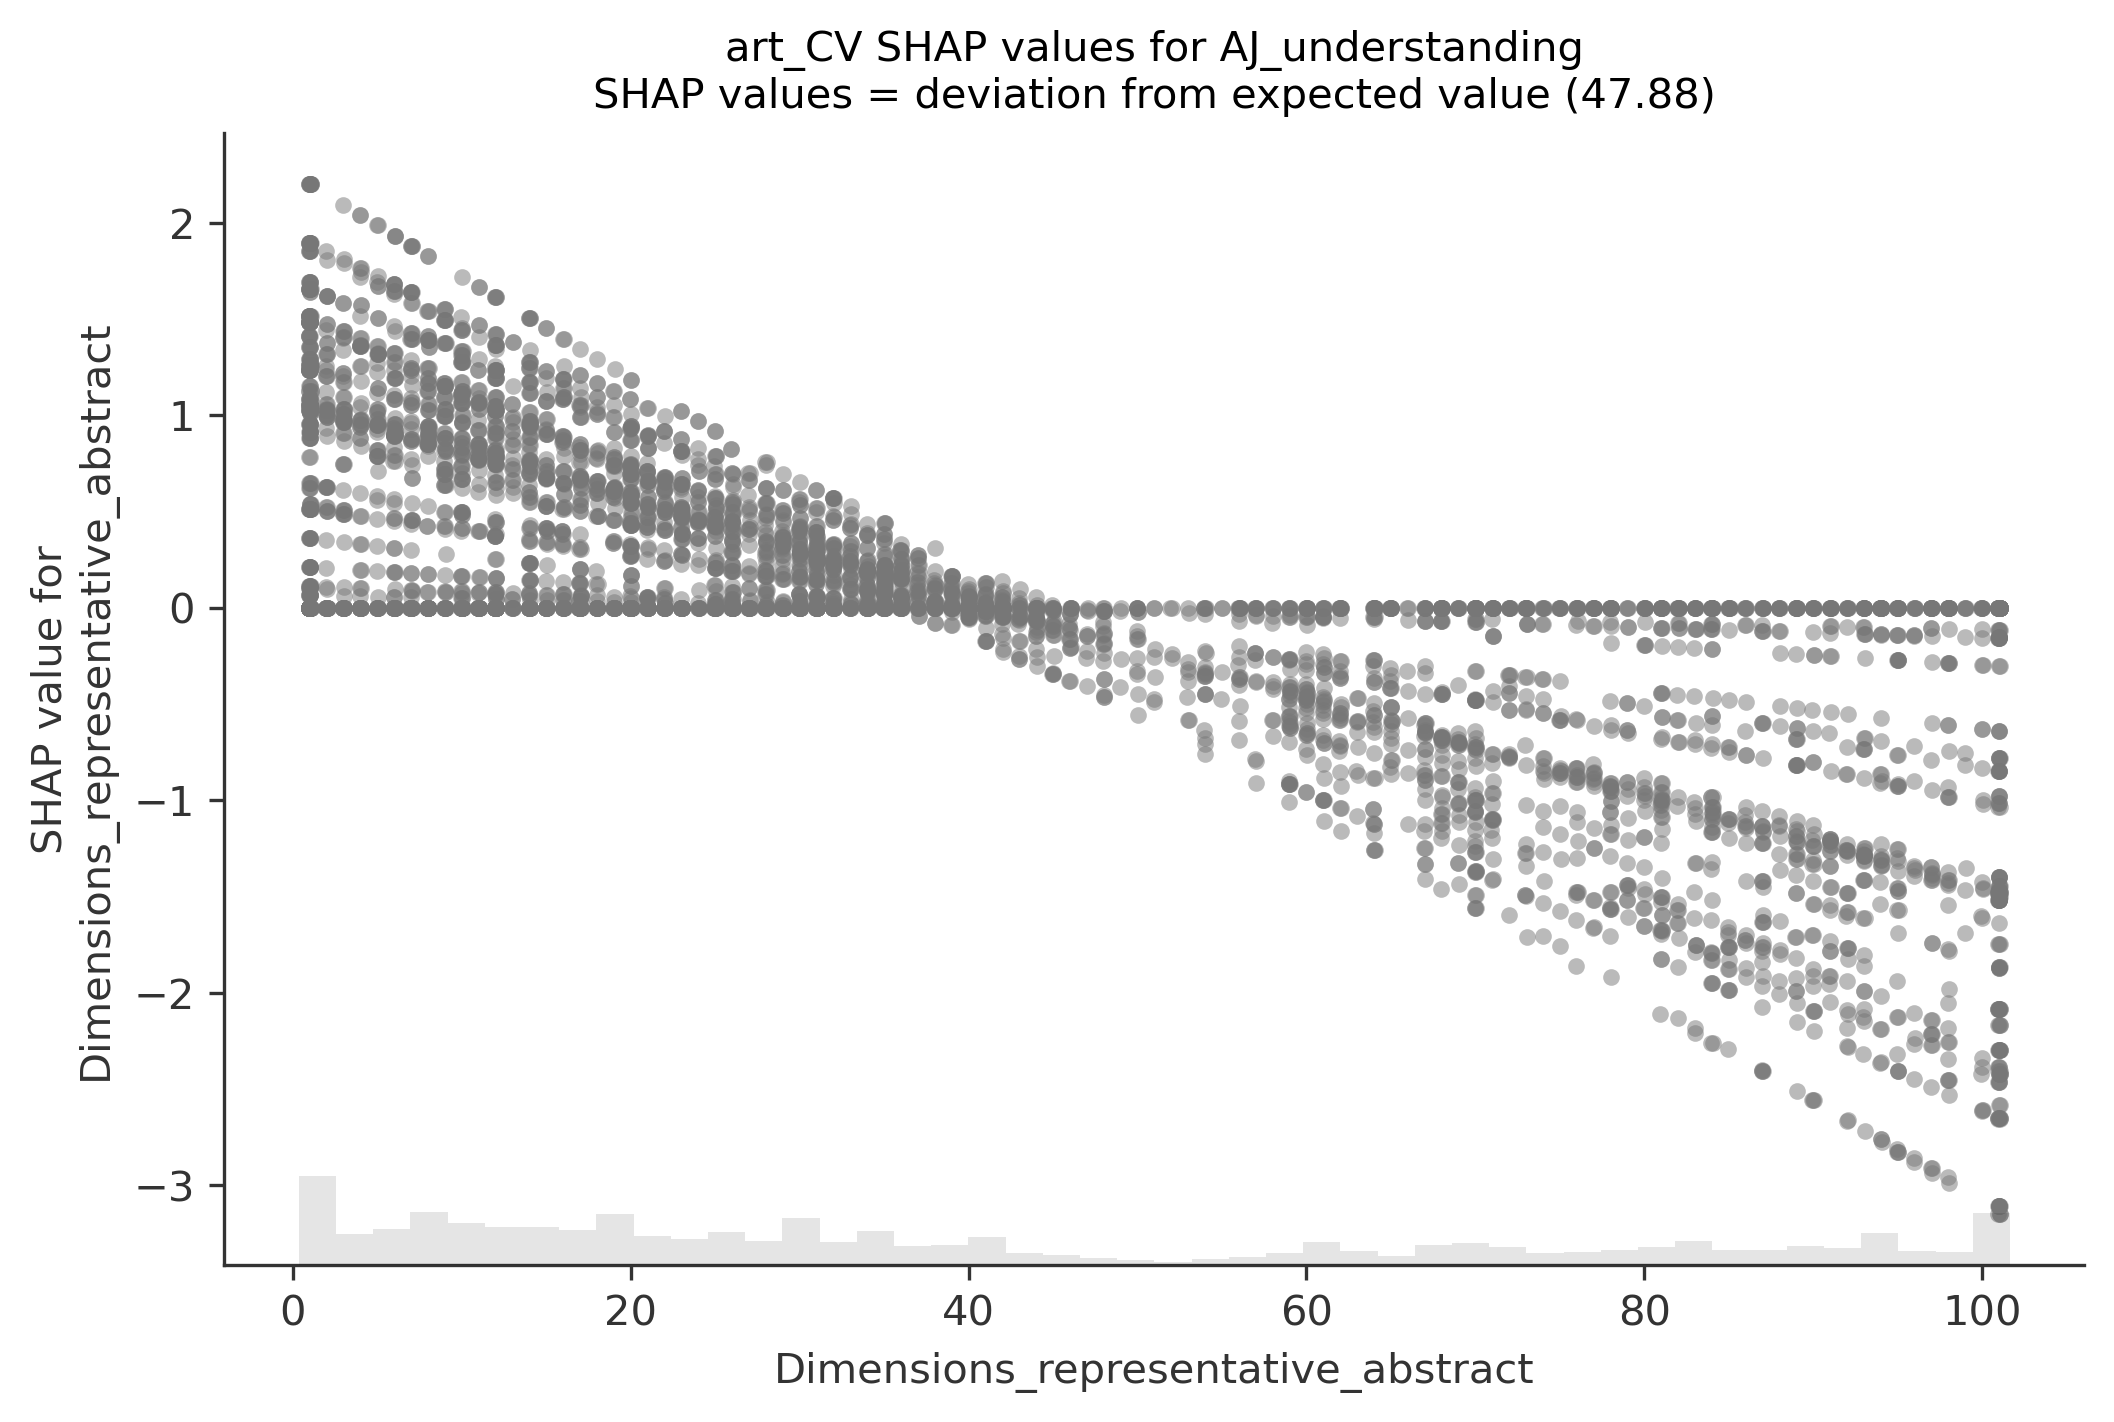 art_CV SHAP values for AJ_understanding
SHAP values = deviation from expected value (47.88)
SHAP value for
Dimensions_representative_abstract
2
1
0
−1
−2
−3
0
20
40
60
80
100
Dimensions_representative_abstract